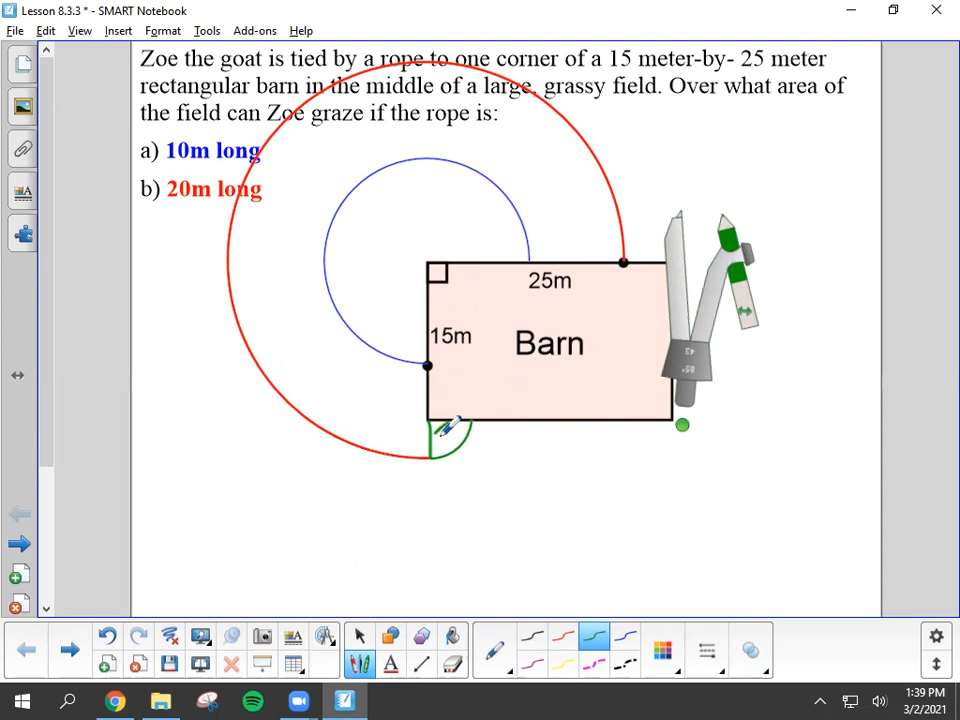 Lesson 8.3.3 * - SMART Notebook
File Edit View Insert Format Tools Add-ons Help
Zoe the goat is tied by a rope to one corner of a 15 meter-by- 25 meter
rectangular barn in the middle of a large, grassy field. Over what area of
the field can Zoe graze if the rope is:
a) 10m long
b) 20m long
25m
15m
Barn
43
85°
1:39 PM
3/2/2021